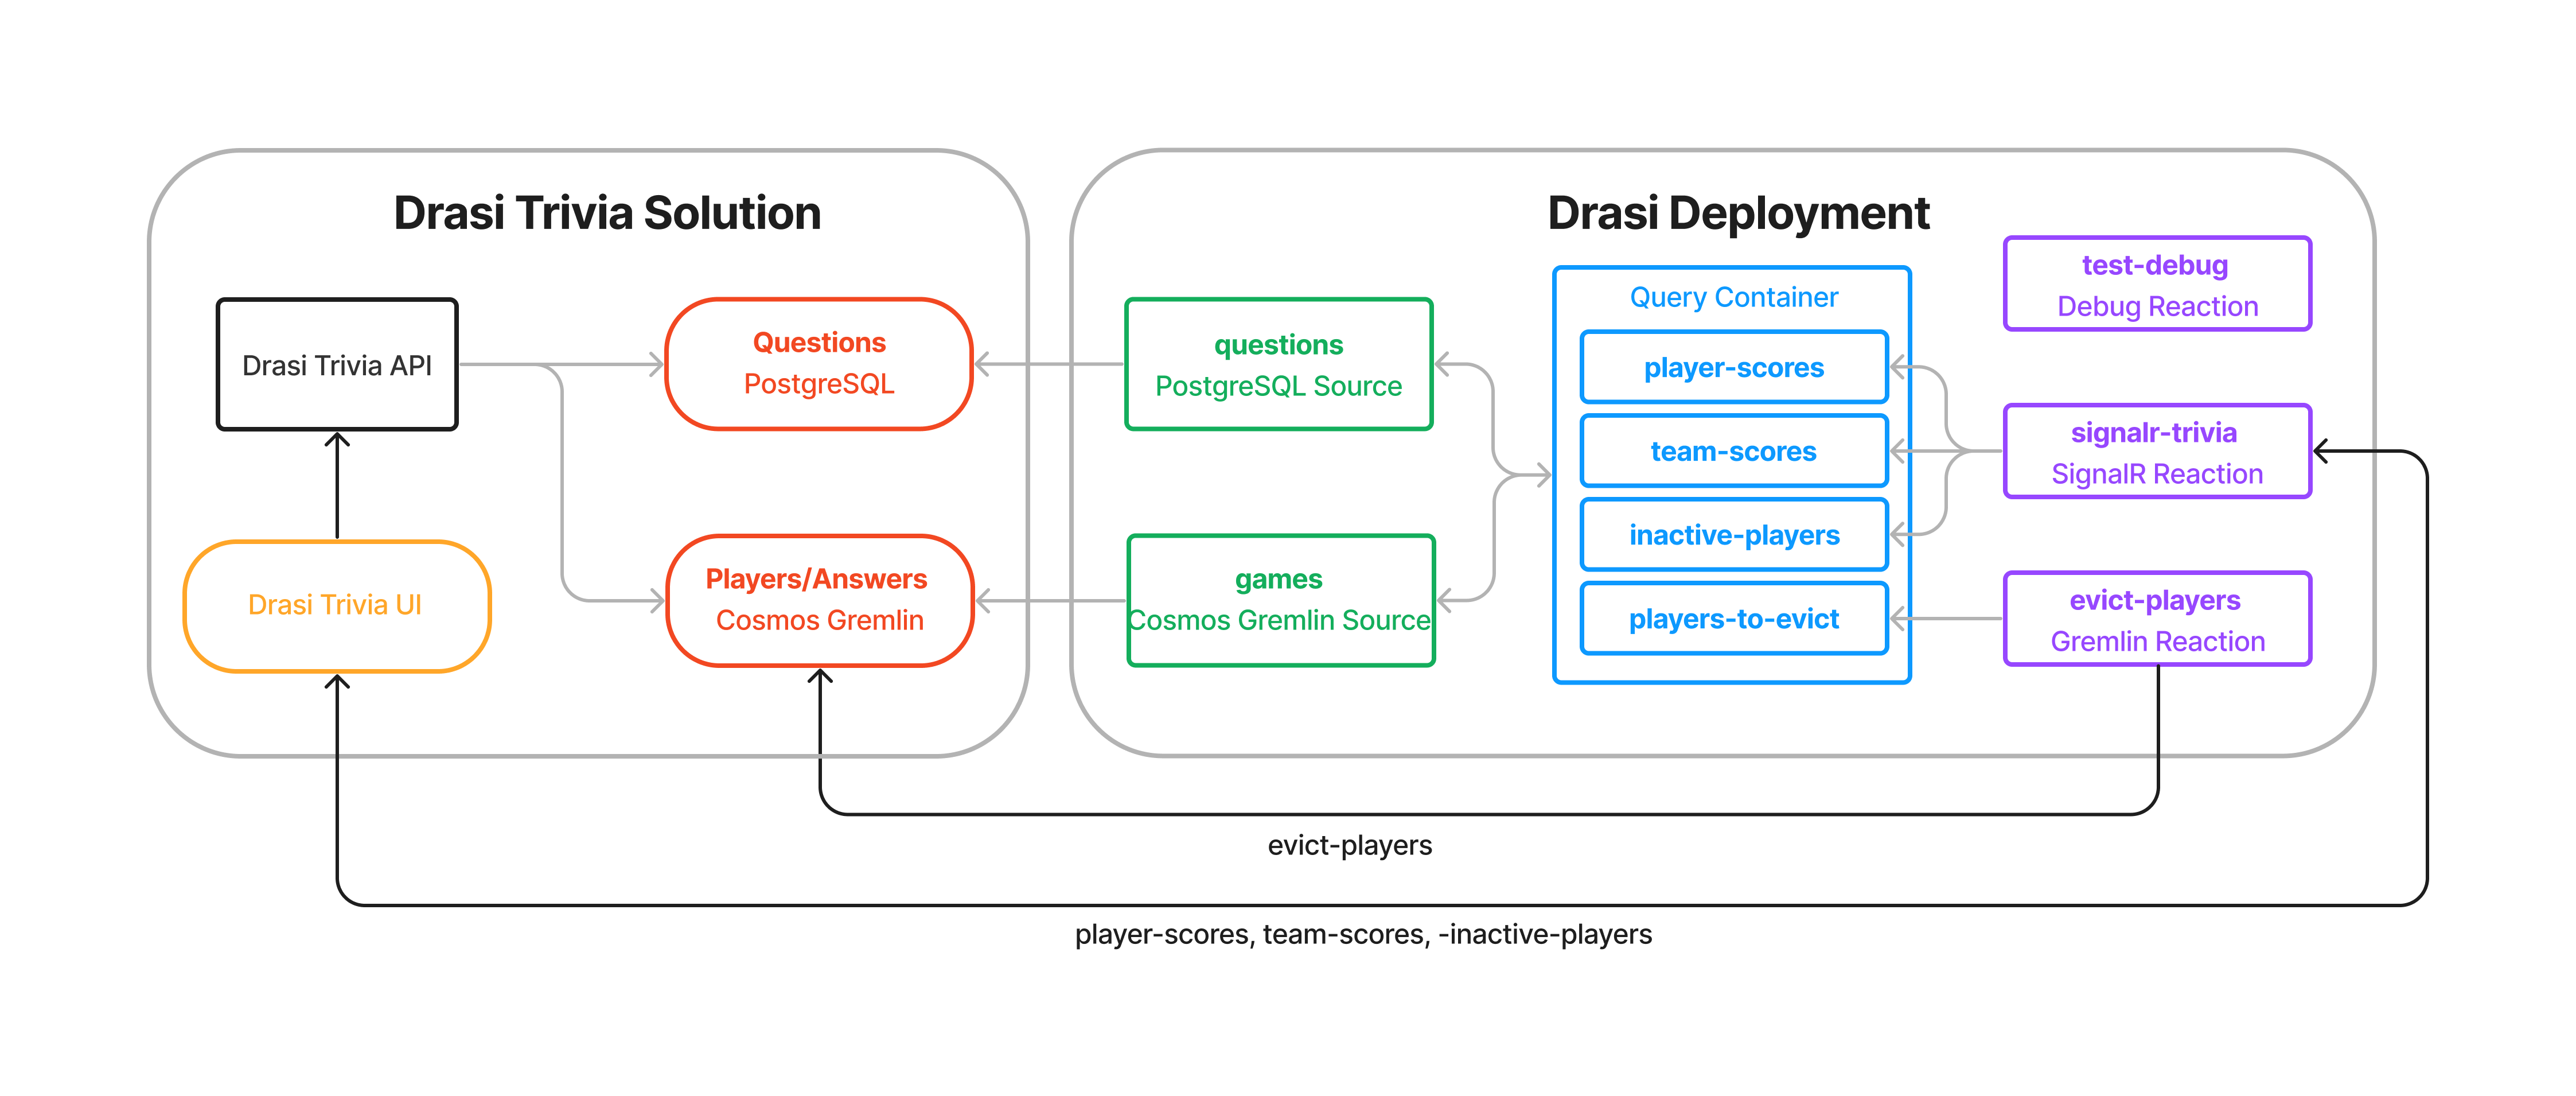 Drasi Trivia Solution
Drasi Trivia API
Questions
PostgreSQL
Drasi Trivia UI
Players/Answers
Cosmos Gremlin
Drasi Deployment
questions
PostgreSQL Source
games
Cosmos Gremlin Source
Query Container
player-scores
team-scores
inactive-players
players-to-evict
test-debug
Debug Reaction
signalr-trivia
SignalR Reaction
evict-players
Gremlin Reaction
evict-players
player-scores, team-scores, -inactive-players